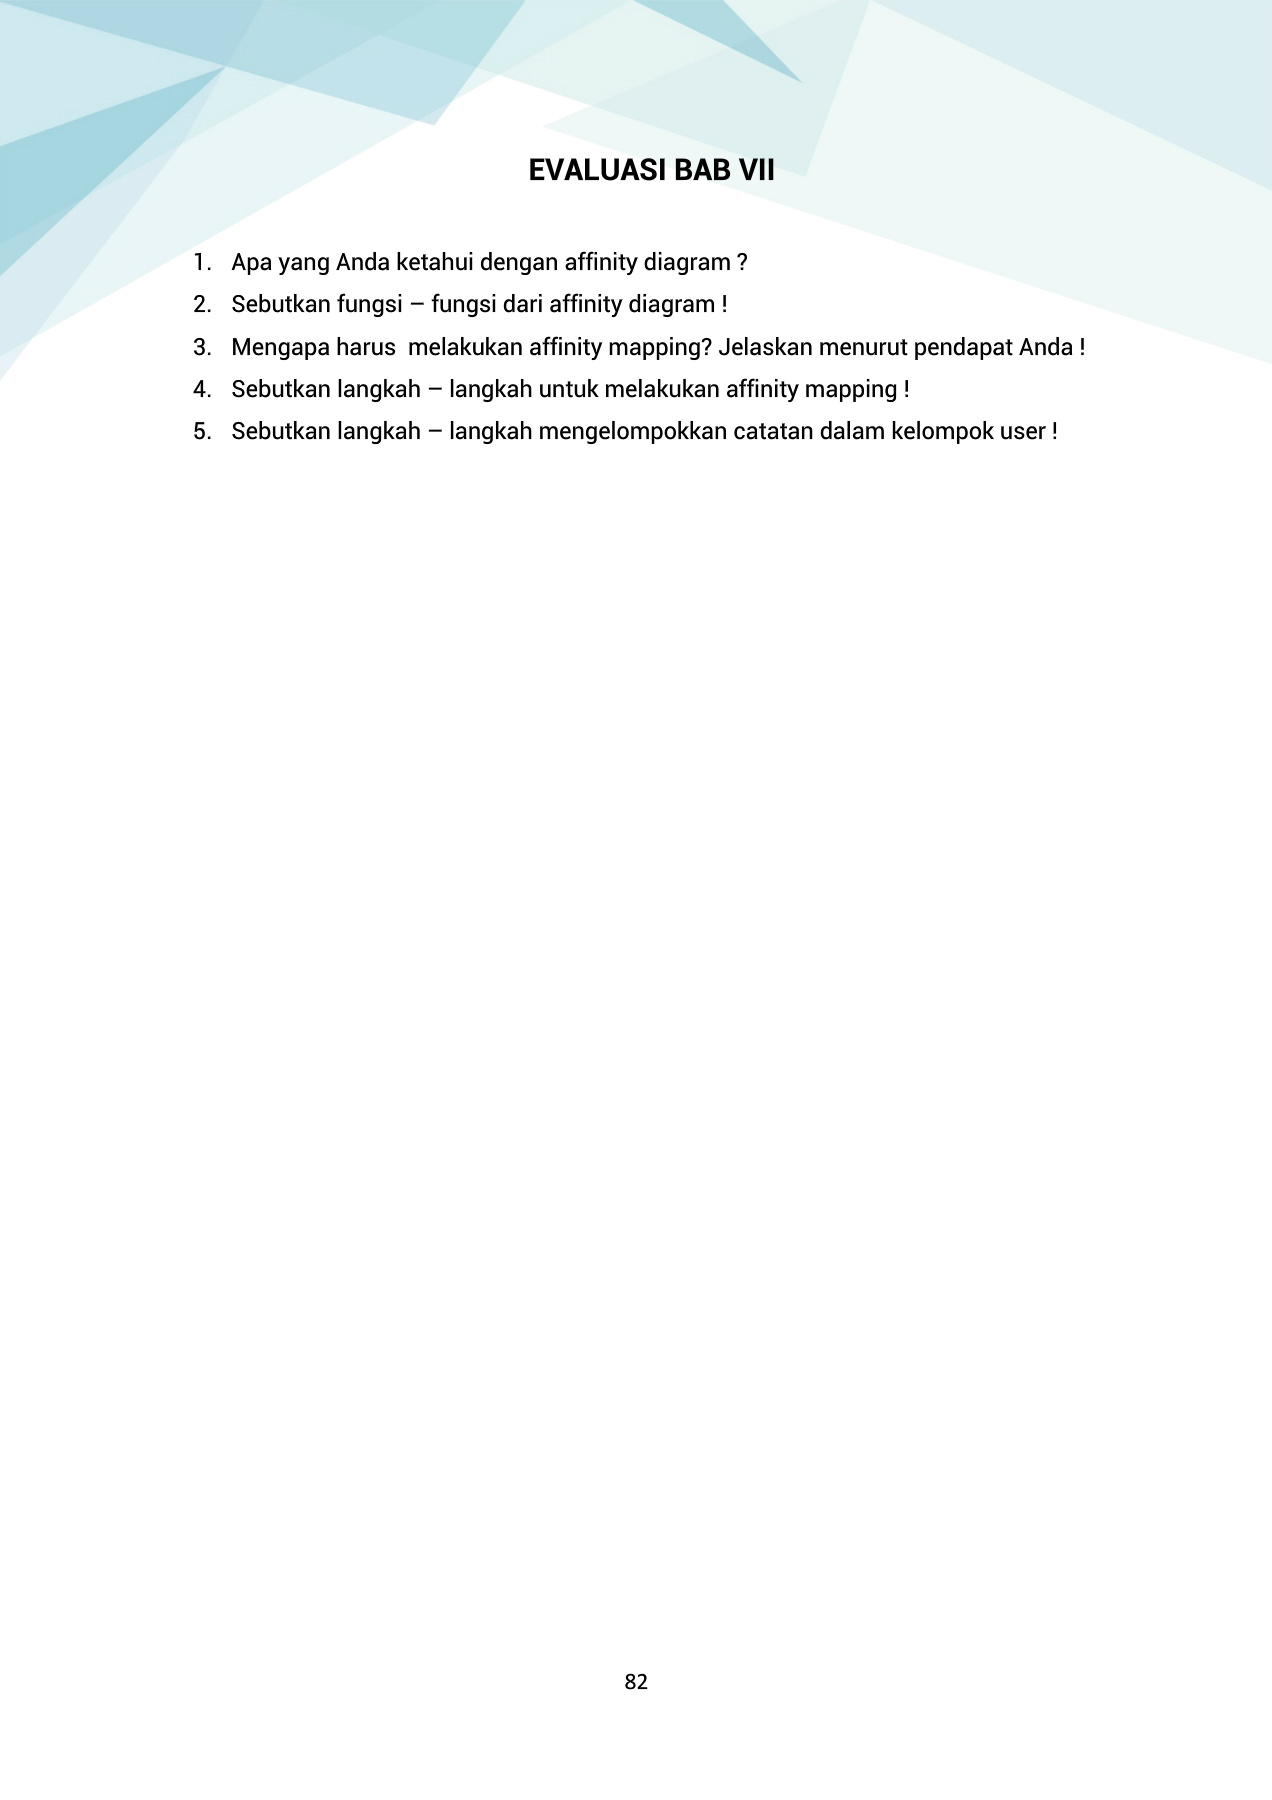 EVALUASI BAB VII
1. Apa yang Anda ketahui dengan affinity diagram ?
2. Sebutkan fungsi – fungsi dari affinity diagram !
3. Mengapa harus  melakukan affinity mapping? Jelaskan menurut pendapat Anda !
4. Sebutkan langkah – langkah untuk melakukan affinity mapping !
5. Sebutkan langkah – langkah mengelompokkan catatan dalam kelompok user !
82